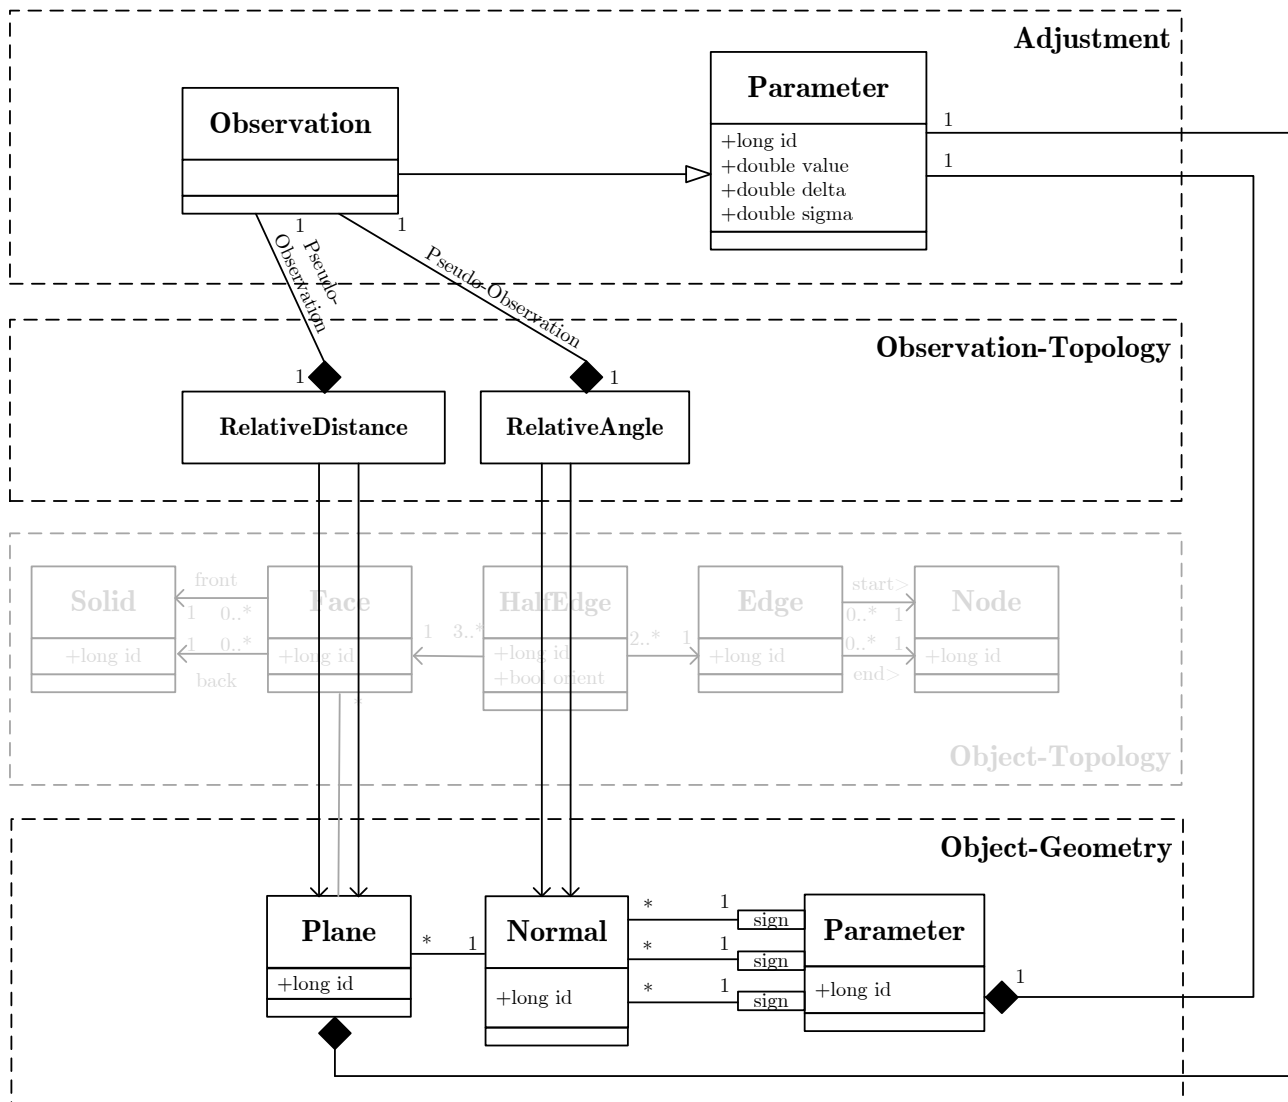 Adjustment
Parameter
Observation
+long id
+double value
+double delta
+double sigma
1
1
1
1
Pseudo-
Observation
Pseudo-Observation
Observation-Topology
1
1
RelativeDistance
RelativeAngle
front
Solid
Face
HalfEdge
Edge
Node
start>
1 0..*
0..* 1
1 3..*
2..* 1
1 0..*
0..* 1
+long id
+long id
+long id
+bool orient
+long id
+long id
back
end>
*
Object-Topology
Object-Geometry
Plane
Normal
Parameter
* 1
* 1
sign
* 1
sign
* 1
sign
+long id
+long id
+long id
1